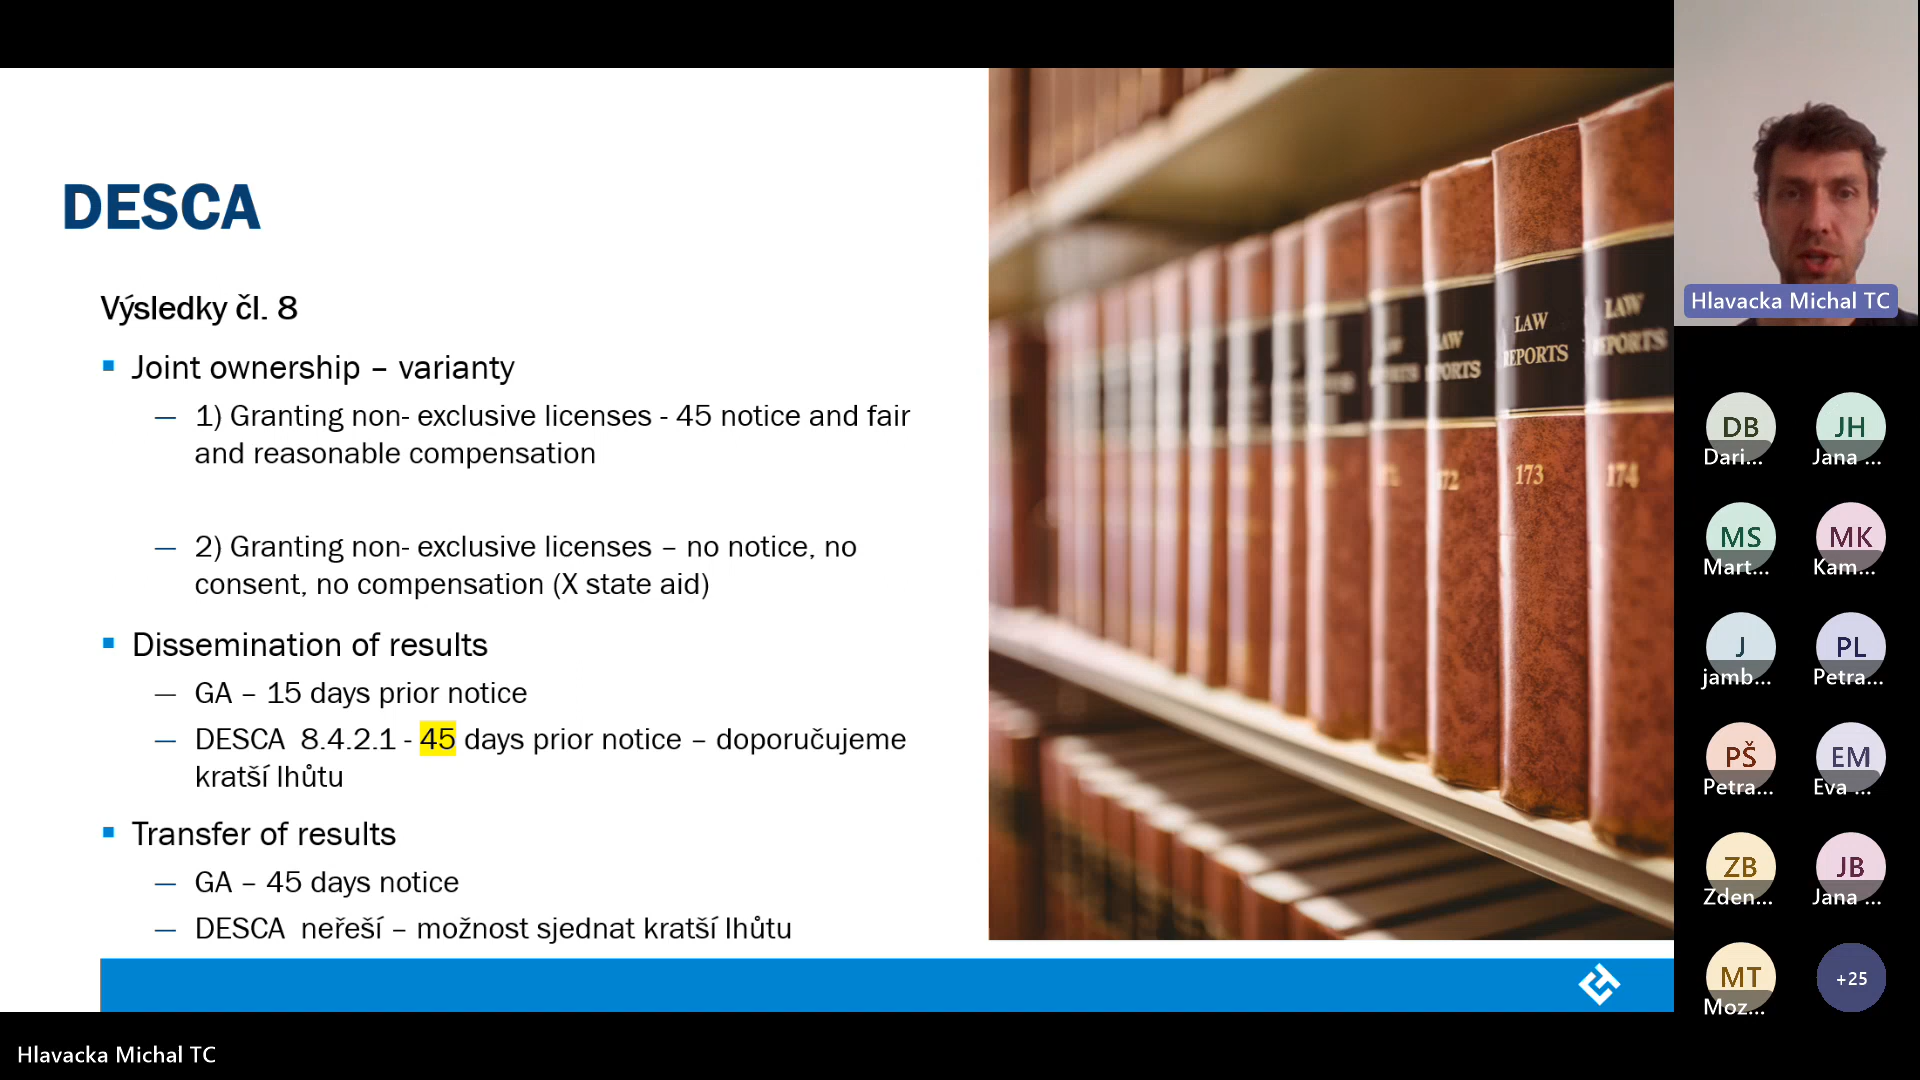 DESCA
Výsledky čl. 8
Joint ownership – varianty
— 1) Granting non- exclusive licenses - 45 notice and fair
and reasonable compensation
— 2) Granting non- exclusive licenses – no notice, no
consent, no compensation (X state aid)
Dissemination of results
— GA – 15 days prior notice
— DESCA 8.4.2.1 - 45 days prior notice – doporučujeme
kratší lhůtu
Transfer of results
— GA – 45 days notice
— DESCA neřeší – možnost sjednat kratší lhůtu
LAW
REPORTS
173
LAW
REPORTS
174
Hlavacka Michal TC
DB
Dari...
JH
Jana ...
MS
Mart...
MK
Kam...
J
jamb...
PL
Petra...
PŠ
Petra...
EM
Eva ...
ZB
Zden...
JB
Jana ...
MT
Moz...
+25
Hlavacka Michal TC